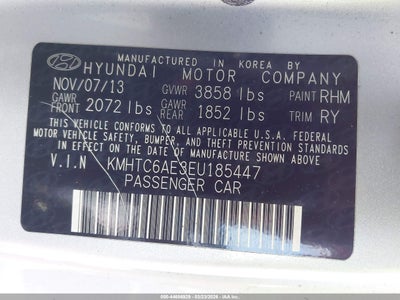 MANUFACTURED IN KOREA BY
HYUNDAI MOTOR COMPANY
NOV/07/13 GVWR 3858 lbs PAINT RHM
GAWR FRONT 2072 lbs GAWR REAR 1852 lbs TRIM RY
THIS VEHICLE CONFORMS TO ALL APPLICABLE U.S.A. FEDERAL
MOTOR VEHICLE SAFETY, BUMPER, AND THEFT PREVENTION
STANDARDS IN EFFECT ON THE DATE OF MANUFACTURE SHOWN ABOVE.
V.I.N KMHTC6AE3EU185447
PASSENGER CAR